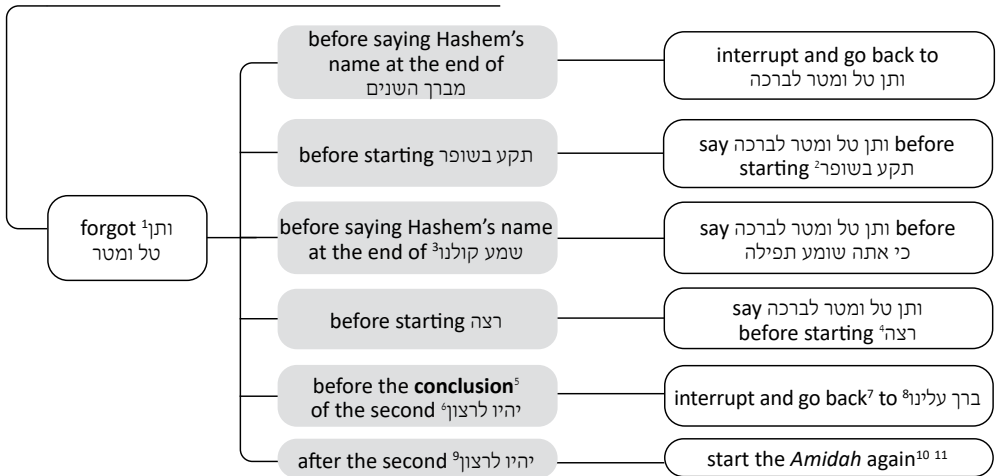 before saying Hashem's
name at the end of
מברך השנים
interrupt and go back to
ותן טל ומטר לברכה
before starting תקע בשופר
say ותן טל ומטר לברכה before
starting ²תקע בשופר
forgot ¹ותן
טל ומטר
before saying Hashem's name
at the end of ³שמע קולנו
say ותן טל ומטר לברכה before
כי אתה שומע תפילה
before starting רצה
say ותן טל ומטר לברכה
before starting ⁴רצה
before the conclusion⁵
of the second ⁶יהיו לרצון
interrupt and go back⁷ to ⁸ברך עלינו
after the second ⁹יהיו לרצון
start the Amidah again¹⁰ ¹¹